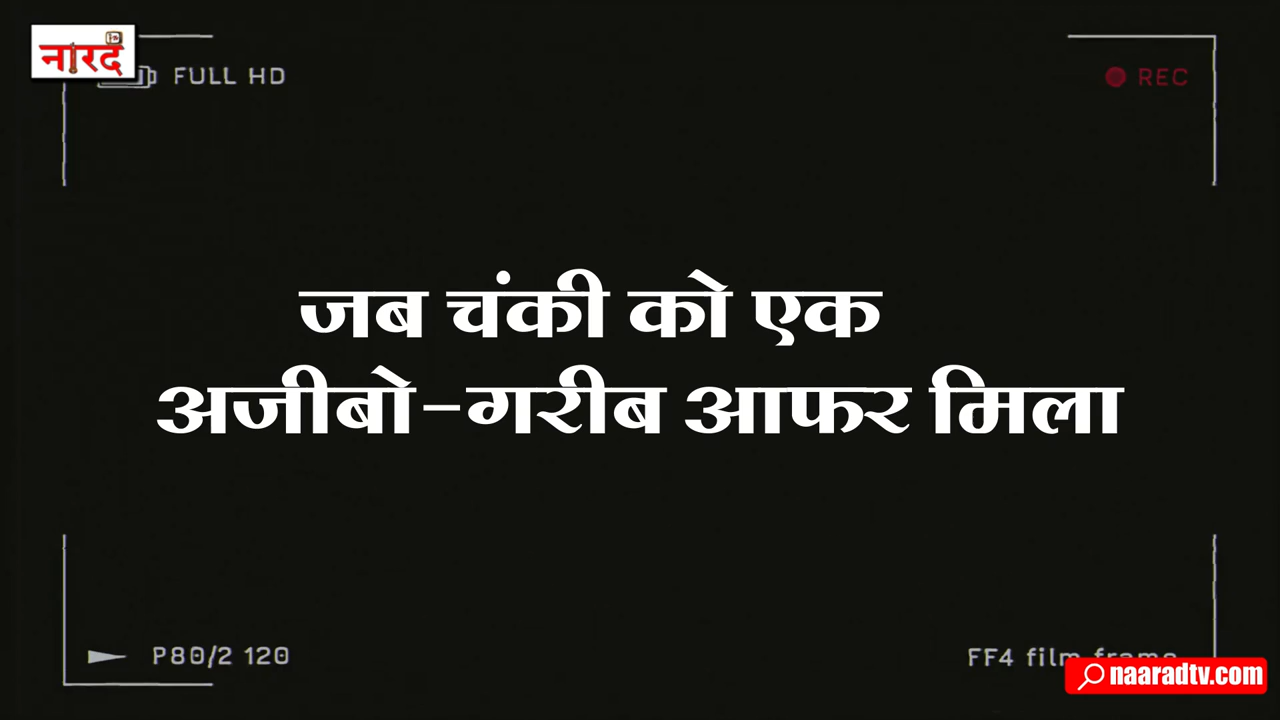 नारद
FULL HD
REC
जब चंकी को एक
अजीबो-गरीब आफर मिला
P80/2 120
FF4 film frame
naaradtv.com